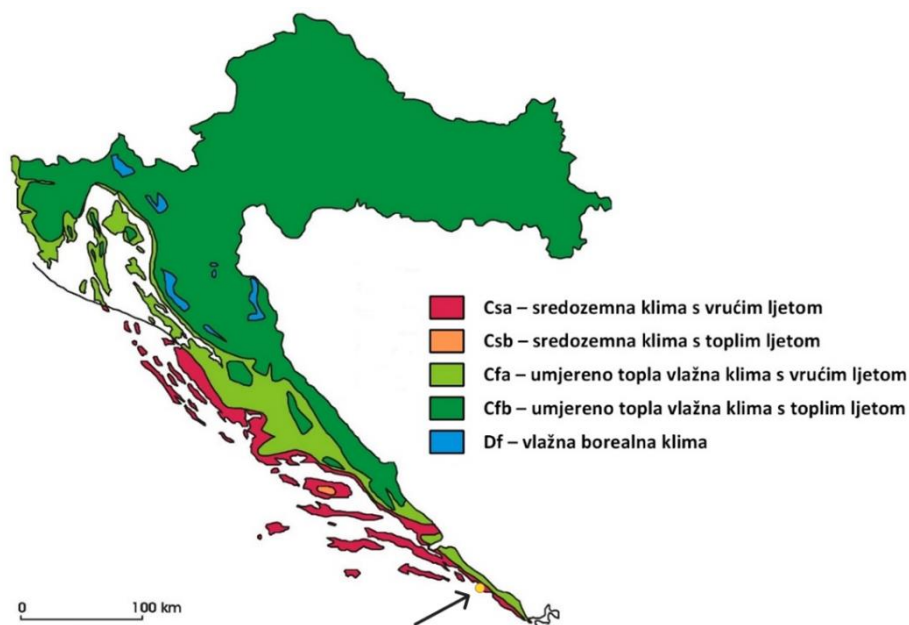 Csa – sredozemna klima s vrućim ljetom
Csb – sredozemna klima s toplim ljetom
Cfa – umjereno topla vlažna klima s vrućim ljetom
Cfb – umjereno topla vlažna klima s toplim ljetom
Df – vlažna borealna klima
0 100 km